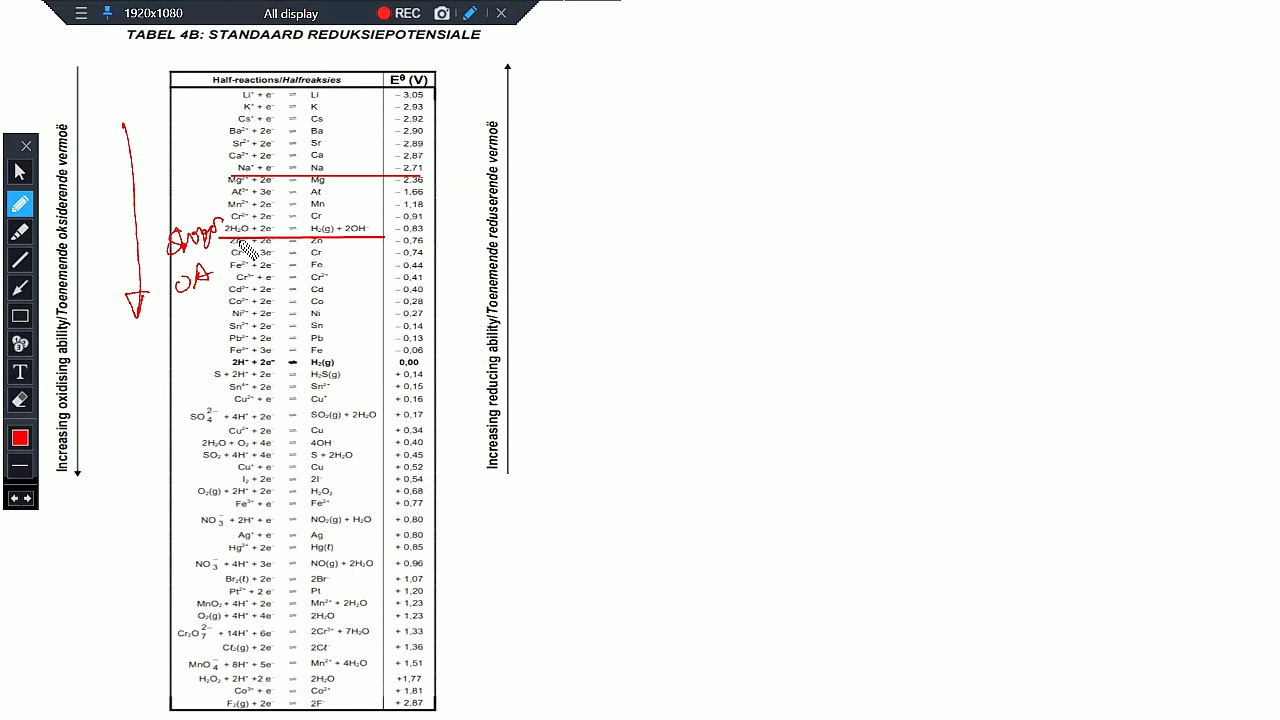 1920x1080 All display REC
TABEL 4B: STANDAARD REDUKSIEPOTENSIALE
Increasing oxidising ability/Toenemende oksiderende vermoë
Half-reactions/Halfreaksies E⁰ (V)
Li⁺ + e⁻ ⇌ Li – 3,05
K⁺ + e⁻ ⇌ K – 2,93
Cs⁺ + e⁻ ⇌ Cs – 2,92
Ba²⁺ + 2e⁻ ⇌ Ba – 2,90
Sr²⁺ + 2e⁻ ⇌ Sr – 2,89
Ca²⁺ + 2e⁻ ⇌ Ca – 2,87
Na⁺ + e⁻ ⇌ Na – 2,71
Mg²⁺ + 2e⁻ ⇌ Mg – 2,36
Aℓ³⁺ + 3e⁻ ⇌ Aℓ – 1,66
Mn²⁺ + 2e⁻ ⇌ Mn – 1,18
Cr²⁺ + 2e⁻ ⇌ Cr – 0,91
2H₂O + 2e⁻ ⇌ H₂(g) + 2OH⁻ – 0,83
Zn²⁺ + 2e⁻ ⇌ Zn – 0,76
Cr³⁺ + 3e⁻ ⇌ Cr – 0,74
Fe²⁺ + 2e⁻ ⇌ Fe – 0,44
Cr³⁺ + e⁻ ⇌ Cr²⁺ – 0,41
Cd²⁺ + 2e⁻ ⇌ Cd – 0,40
Co²⁺ + 2e⁻ ⇌ Co – 0,28
Ni²⁺ + 2e⁻ ⇌ Ni – 0,27
Sn²⁺ + 2e⁻ ⇌ Sn – 0,14
Pb²⁺ + 2e⁻ ⇌ Pb – 0,13
Fe³⁺ + 3e⁻ ⇌ Fe – 0,06
2H⁺ + 2e⁻ ⇌ H₂(g) 0,00
S + 2H⁺ + 2e⁻ ⇌ H₂S(g) + 0,14
Sn⁴⁺ + 2e⁻ ⇌ Sn²⁺ + 0,15
Cu²⁺ + e⁻ ⇌ Cu⁺ + 0,16
SO₄²⁻ + 4H⁺ + 2e⁻ ⇌ SO₂(g) + 2H₂O + 0,17
Cu²⁺ + 2e⁻ ⇌ Cu + 0,34
2H₂O + O₂ + 4e⁻ ⇌ 4OH⁻ + 0,40
SO₂ + 4H⁺ + 4e⁻ ⇌ S + 2H₂O + 0,45
Cu⁺ + e⁻ ⇌ Cu + 0,52
I₂ + 2e⁻ ⇌ 2I⁻ + 0,54
O₂(g) + 2H⁺ + 2e⁻ ⇌ H₂O₂ + 0,68
Fe³⁺ + e⁻ ⇌ Fe²⁺ + 0,77
NO₃⁻ + 2H⁺ + e⁻ ⇌ NO₂(g) + H₂O + 0,80
Ag⁺ + e⁻ ⇌ Ag + 0,80
Hg²⁺ + 2e⁻ ⇌ Hg(ℓ) + 0,85
NO₃⁻ + 4H⁺ + 3e⁻ ⇌ NO(g) + 2H₂O + 0,96
Br₂(ℓ) + 2e⁻ ⇌ 2Br⁻ + 1,07
Pt²⁺ + 2 e⁻ ⇌ Pt + 1,20
MnO₂ + 4H⁺ + 2e⁻ ⇌ Mn²⁺ + 2H₂O + 1,23
O₂(g) + 4H⁺ + 4e⁻ ⇌ 2H₂O + 1,23
Cr₂O₇²⁻ + 14H⁺ + 6e⁻ ⇌ 2Cr³⁺ + 7H₂O + 1,33
Cℓ₂(g) + 2e⁻ ⇌ 2Cℓ⁻ + 1,36
MnO₄⁻ + 8H⁺ + 5e⁻ ⇌ Mn²⁺ + 4H₂O + 1,51
H₂O₂ + 2H⁺ +2 e⁻ ⇌ 2H₂O +1,77
Co³⁺ + e⁻ ⇌ Co²⁺ + 1,81
F₂(g) + 2e⁻ ⇌ 2F⁻ + 2,87
Increasing reducing ability/Toenemende reduserende vermoë
OA
T